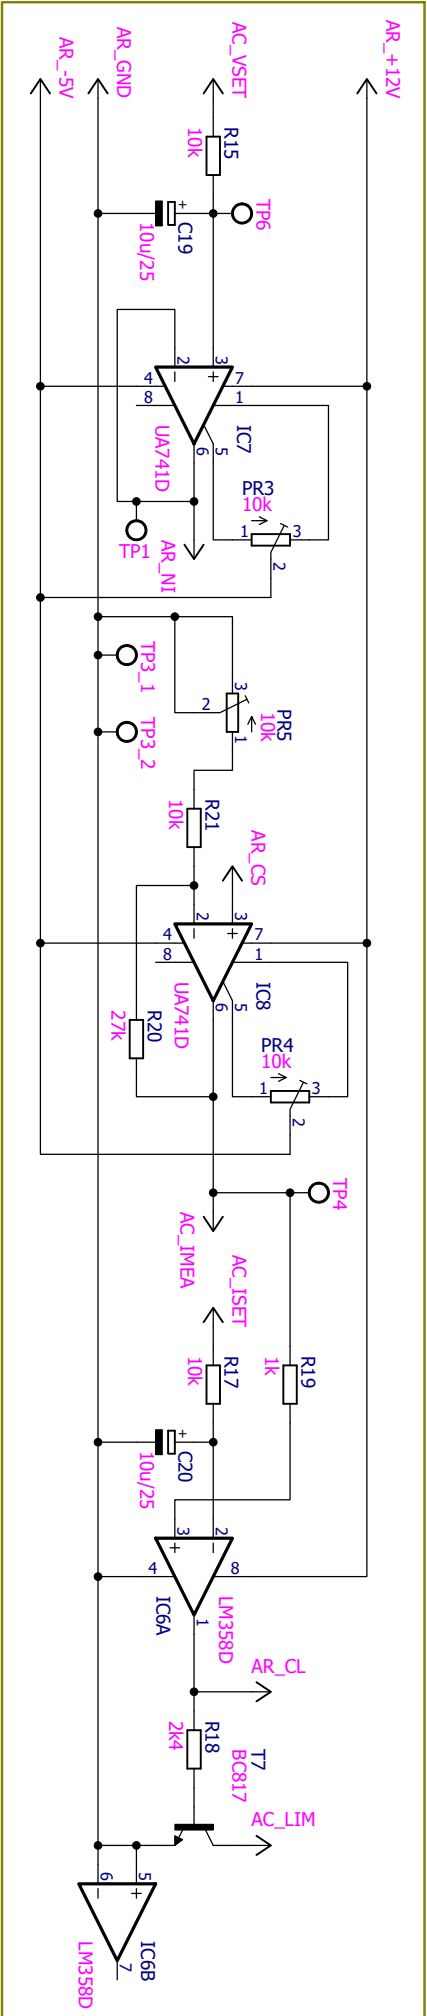 AR_-5V
AR_GND
AC_VSET
AR_+12V
R15
10k
TP6
C19
+
10u/25
2
3
4
7
8
1
-
+
IC7
5
6
UA741D
PR3
10k
1
3
2
TP1
AR_NI
TP3_1
TP3_2
3
2
1
PR5
10k
R21
10k
AR_CS
2
3
4
7
8
1
-
+
IC8
5
6
UA741D
R20
27k
PR4
10k
1
3
2
TP4
AC_IMEA
AC_ISET
R17
10k
R19
1k
C20
+
10u/25
3
2
+
-
4
8
IC6A
1
LM358D
AR_CL
R18
2k4
T7
BC817
AC_LIM
6
5
-
+
IC6B
7
LM358D